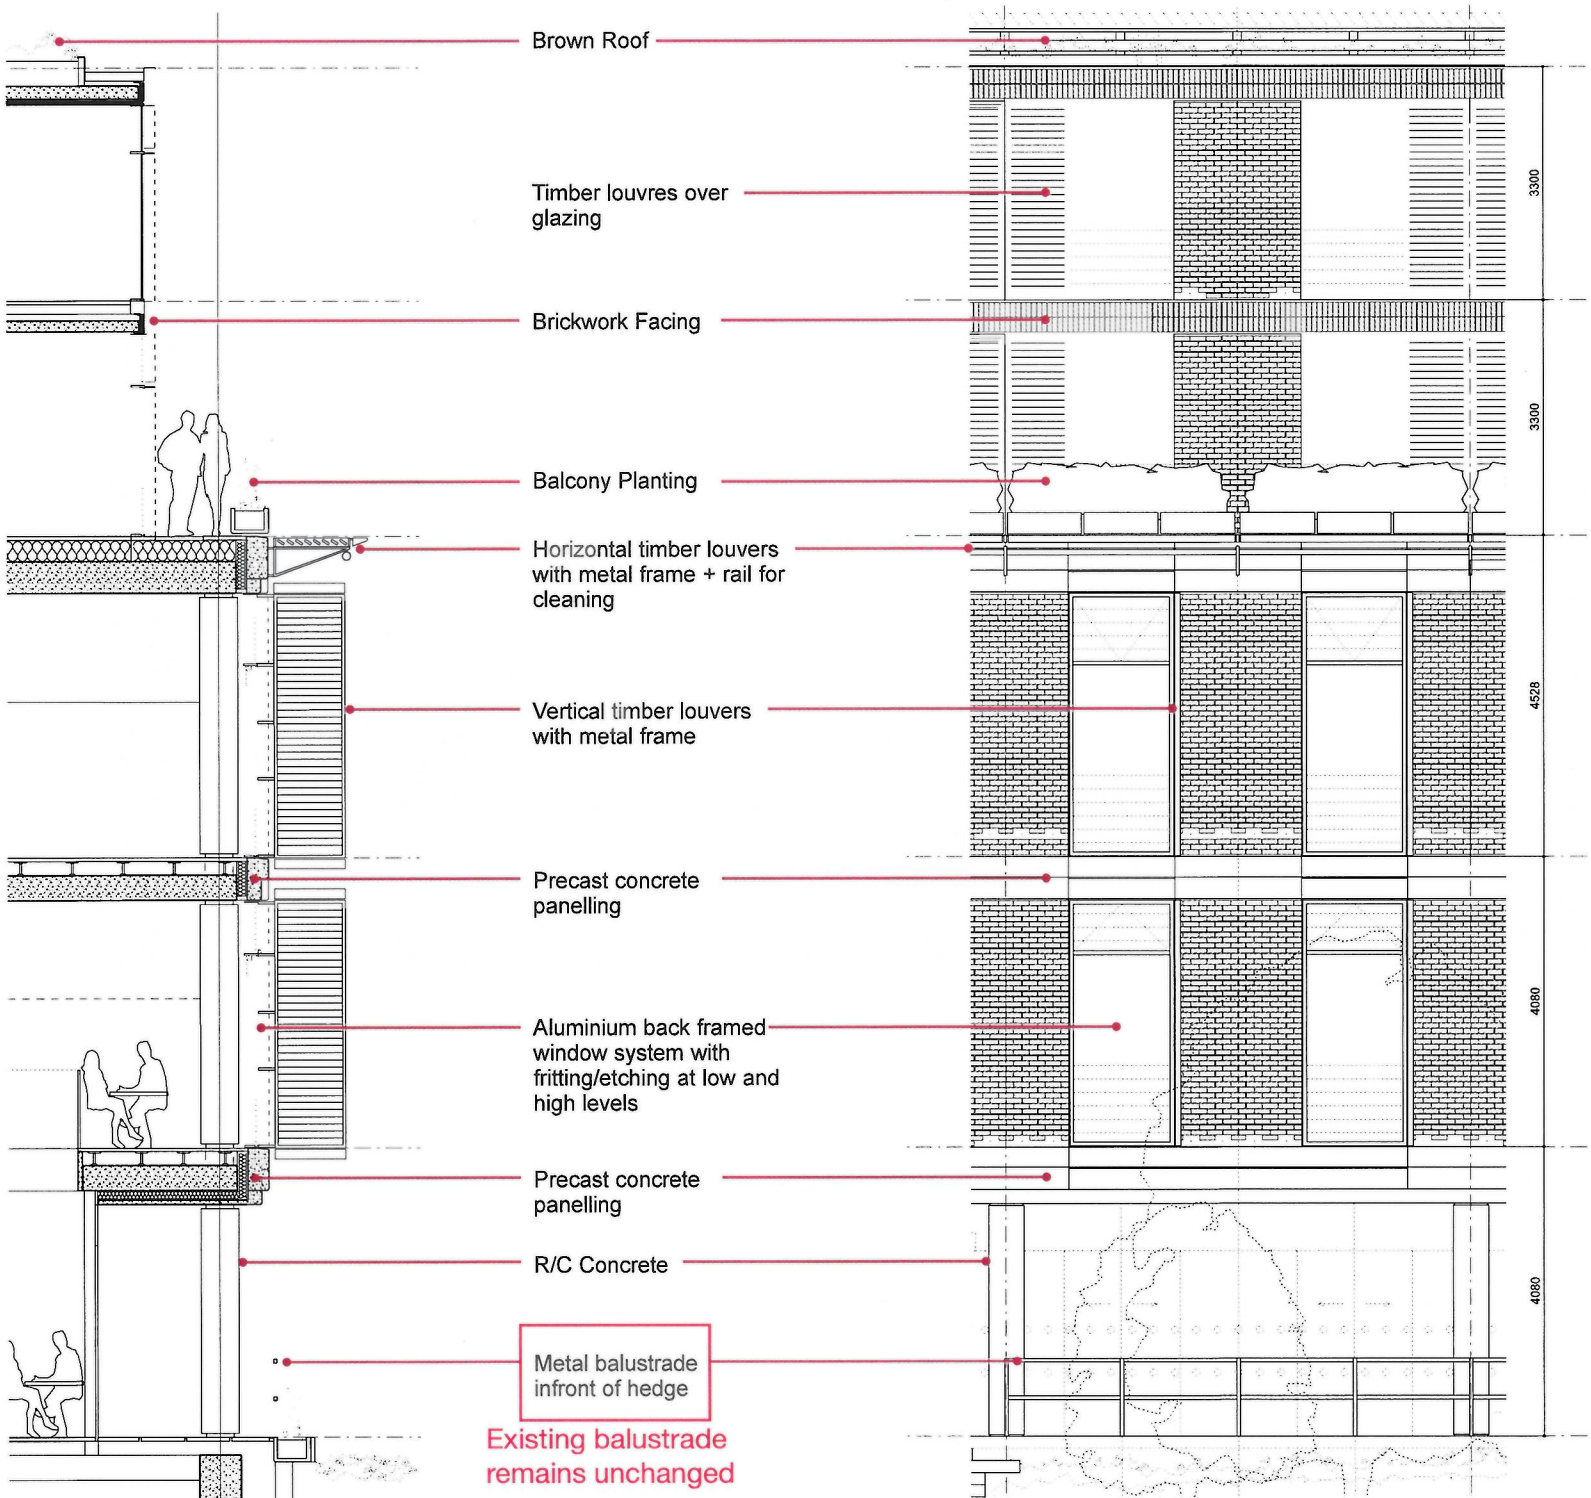 Brown Roof
Timber louvres over
glazing
3300
Brickwork Facing
3300
Balcony Planting
Horizontal timber louvers
with metal frame + rail for
cleaning
4528
Vertical timber louvers
with metal frame
Precast concrete
panelling
4080
Aluminium back framed
window system with
fritting/etching at low and
high levels
Precast concrete
panelling
R/C Concrete
4080
Metal balustrade
infront of hedge
Existing balustrade
remains unchanged